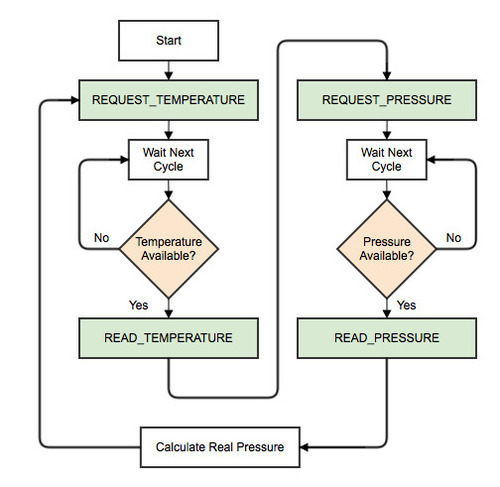 Start
REQUEST_TEMPERATURE
Wait Next
Cycle
Temperature
Available?
No
Yes
READ_TEMPERATURE
REQUEST_PRESSURE
Wait Next
Cycle
Pressure
Available?
No
Yes
READ_PRESSURE
Calculate Real Pressure